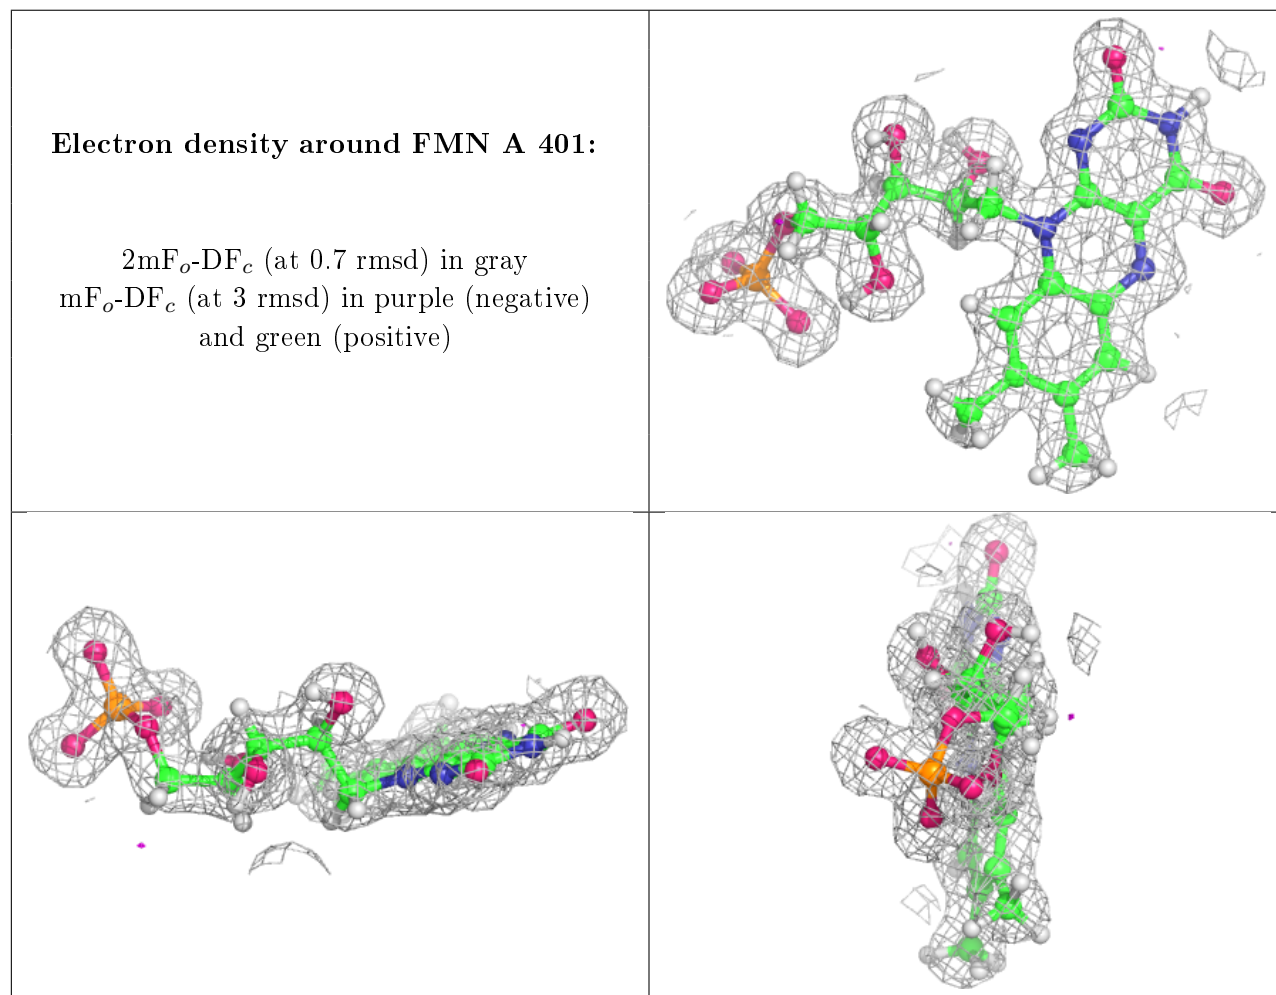 Electron density around FMN A 401:
2mFo-DFc (at 0.7 rmsd) in gray
mFo-DFc (at 3 rmsd) in purple (negative)
and green (positive)